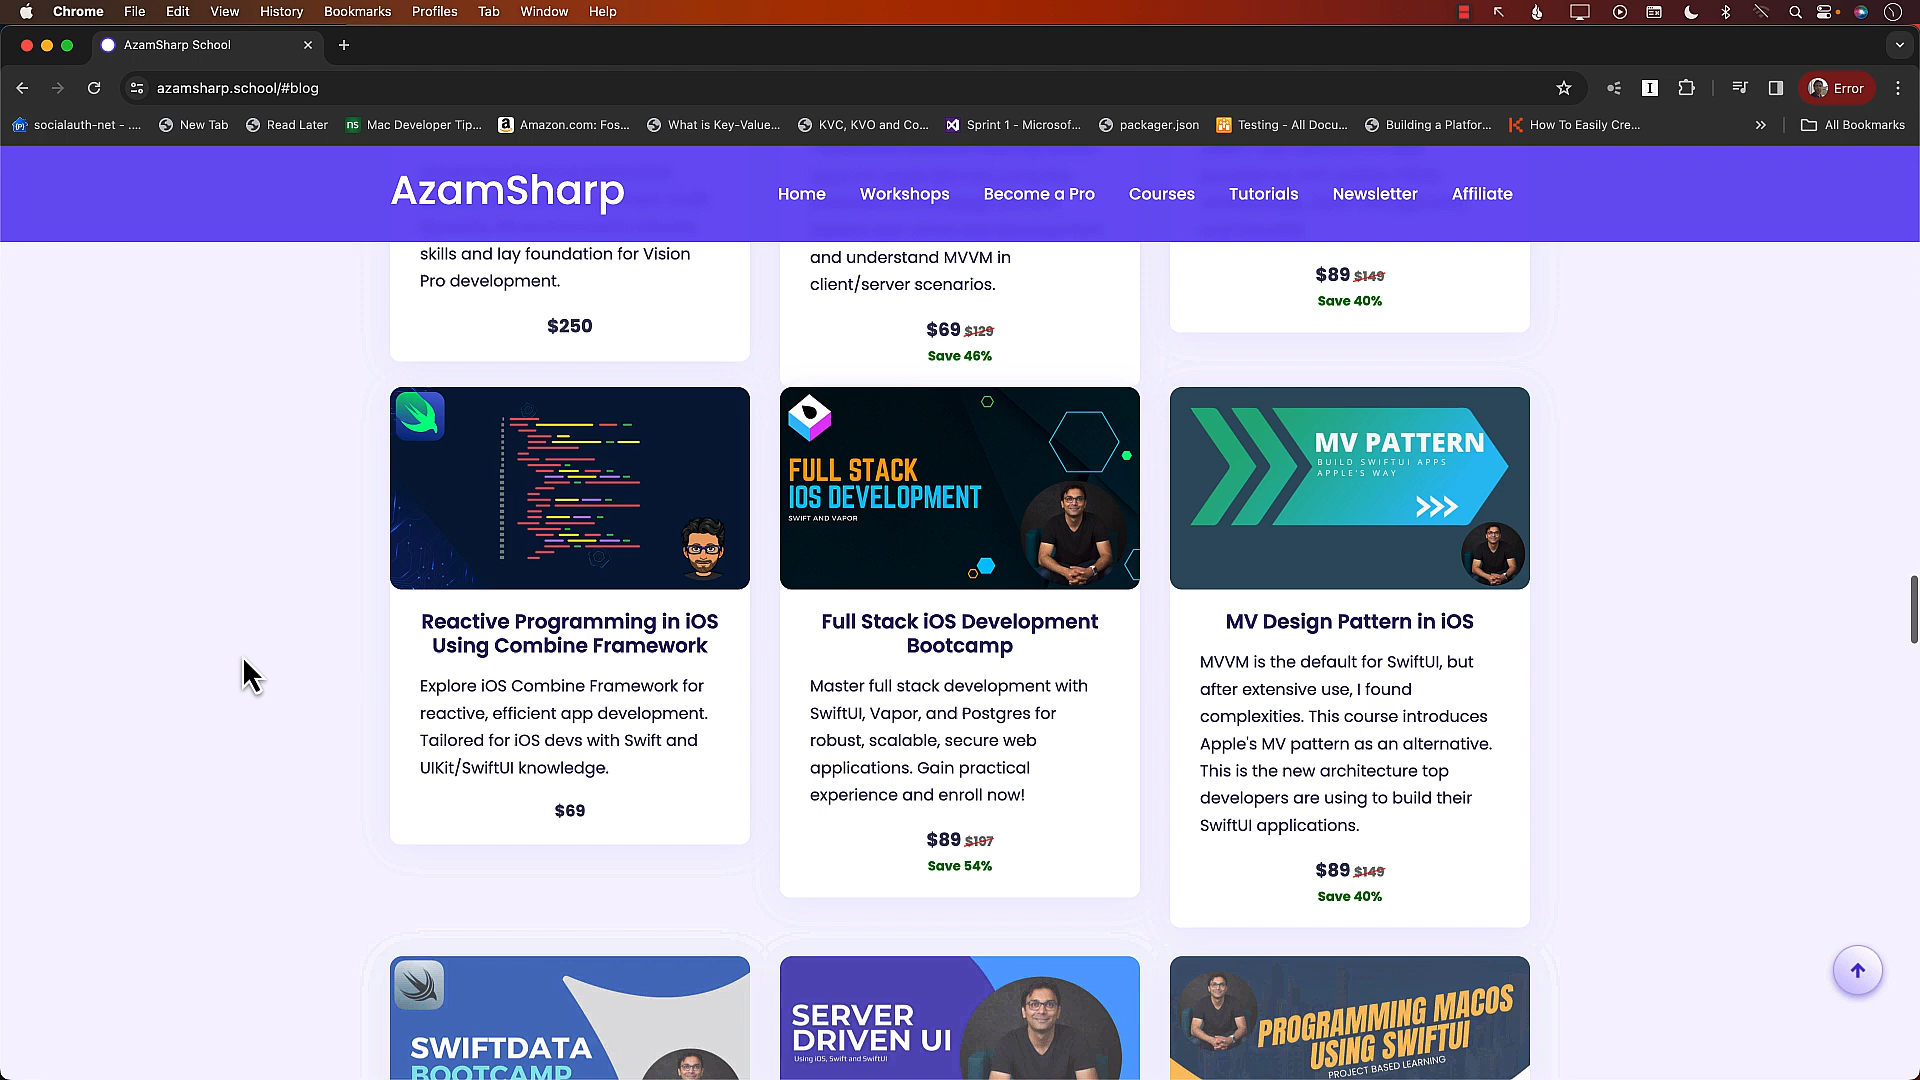 Chrome File Edit View History Bookmarks Profiles Tab Window Help
AzamSharp School
azamsharp.school/#blog
Error
socialauth-net - .... New Tab Read Later Mac Developer Tip... Amazon.com: Fos... What is Key-Value... KVC, KVO and Co... Sprint 1 - Microsof... packager.json Testing - All Docu... Building a Platfor... How To Easily Cre... All Bookmarks
AzamSharp
Home Workshops Become a Pro Courses Tutorials Newsletter Affiliate
skills and lay foundation for Vision
Pro development.
$250
and understand MVVM in
client/server scenarios.
$69 $129
Save 46%
$89 $149
Save 40%
Reactive Programming in iOS
Using Combine Framework
Explore iOS Combine Framework for
reactive, efficient app development.
Tailored for iOS devs with Swift and
UIKit/SwiftUI knowledge.
$69
FULL STACK
IOS DEVELOPMENT
SWIFT AND VAPOR
Full Stack iOS Development
Bootcamp
Master full stack development with
SwiftUI, Vapor, and Postgres for
robust, scalable, secure web
applications. Gain practical
experience and enroll now!
$89 $197
Save 54%
MV PATTERN
BUILD SWIFTUI APPS
APPLE'S WAY
MV Design Pattern in iOS
MVVM is the default for SwiftUI, but
after extensive use, I found
complexities. This course introduces
Apple's MV pattern as an alternative.
This is the new architecture top
developers are using to build their
SwiftUI applications.
$89 $149
Save 40%
SWIFTDATA
BOOTCAMP
SERVER
DRIVEN UI
Using iOS, Swift and SwiftUI
PROGRAMMING MACOS
USING SWIFTUI
PROJECT BASED LEARNING